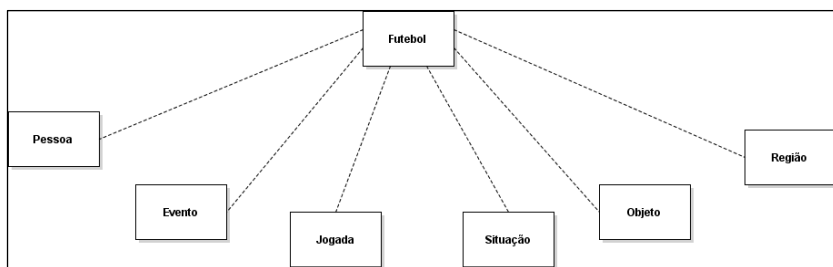 Futebol
Pessoa
Região
Evento
Objeto
Jogada
Situação